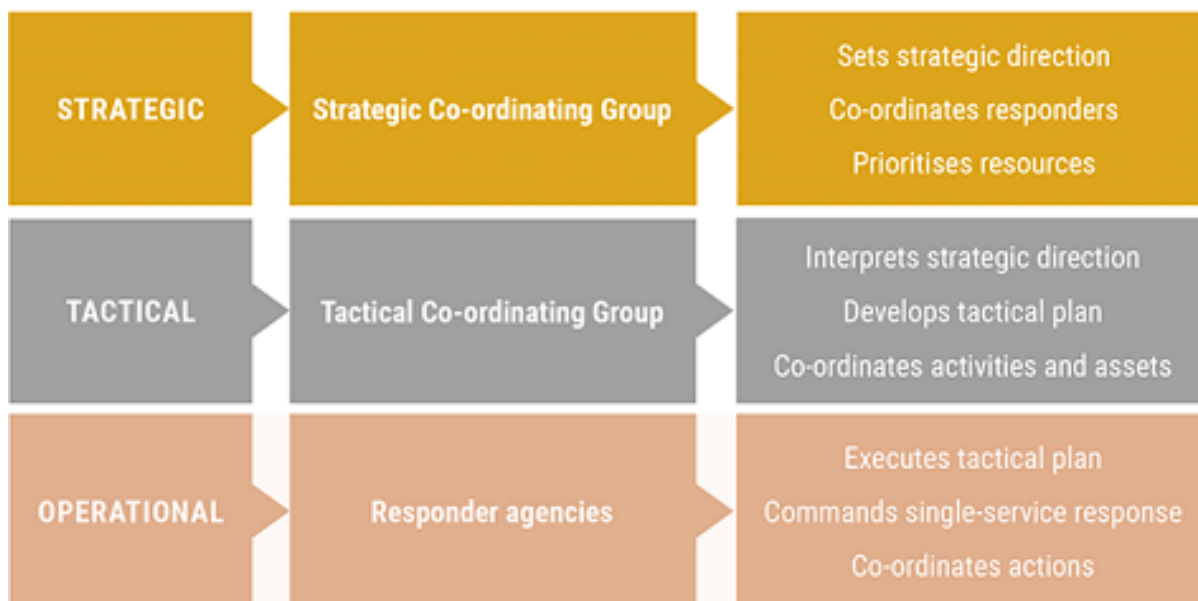 STRATEGIC
Strategic Co-ordinating Group
Sets strategic direction
Co-ordinates responders
Prioritises resources
TACTICAL
Tactical Co-ordinating Group
Interprets strategic direction
Develops tactical plan
Co-ordinates activities and assets
OPERATIONAL
Responder agencies
Executes tactical plan
Commands single-service response
Co-ordinates actions